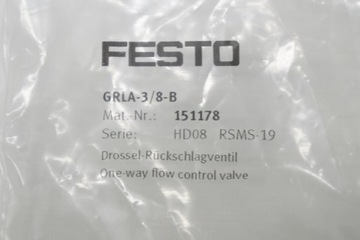 FESTO
GRLA-3/8-B
Mat.-Nr.: 151178
Serie: HD08 RSMS-19
Drossel-Rückschlagventil
One-way flow control valve